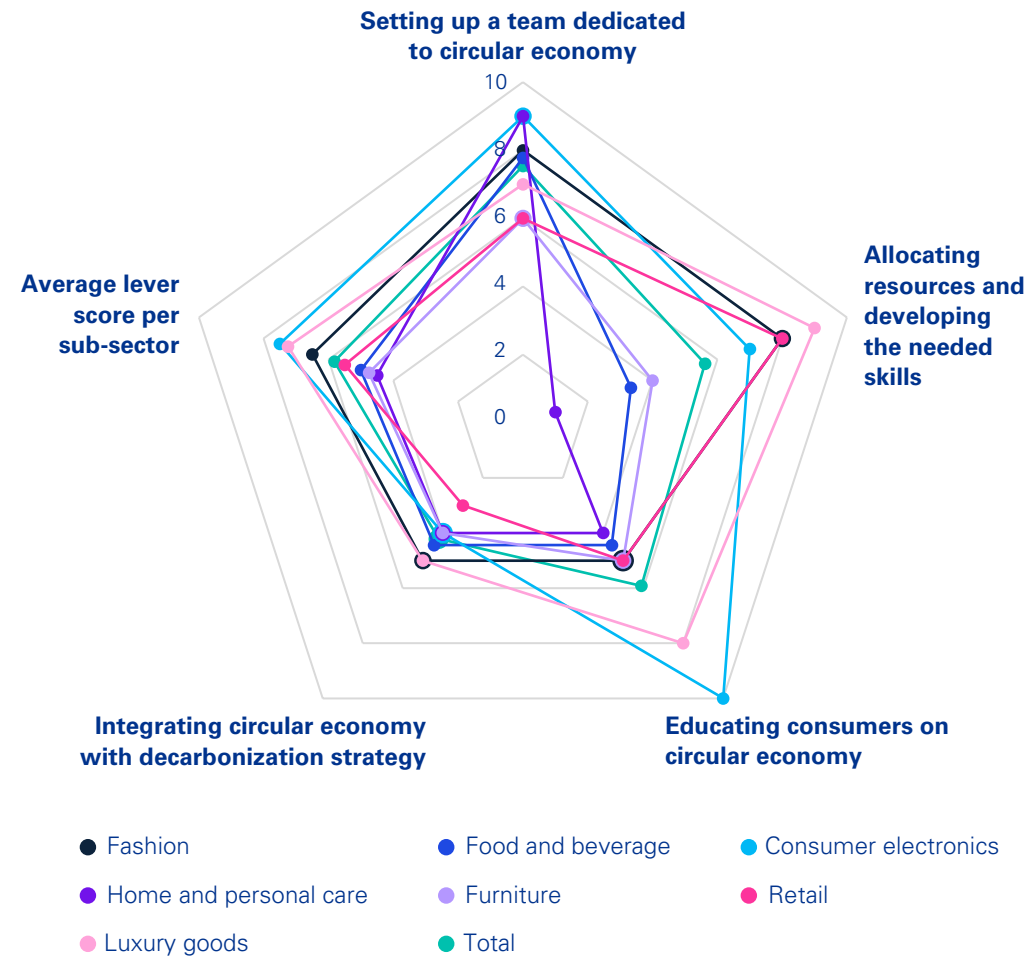 Setting up a team dedicated
to circular economy
10
8
6
4
2
0
Allocating
resources and
developing
the needed
skills
Average lever
score per
sub-sector
Integrating circular economy
with decarbonization strategy
Educating consumers on
circular economy
Fashion
Food and beverage
Consumer electronics
Home and personal care
Furniture
Retail
Luxury goods
Total